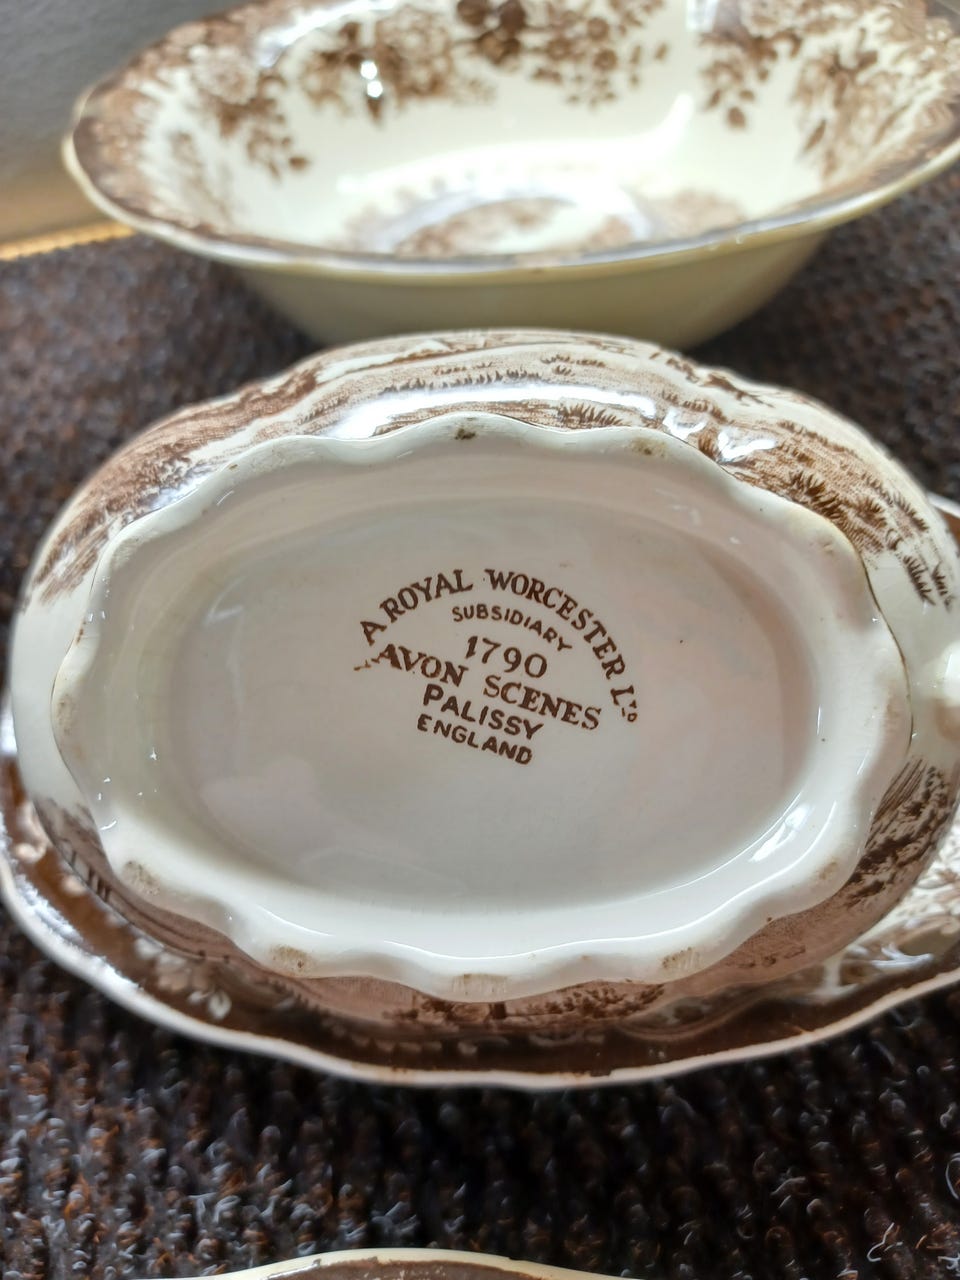 A ROYAL WORCESTER LTD
SUBSIDIARY
1790
AVON SCENES
PALISSY
ENGLAND